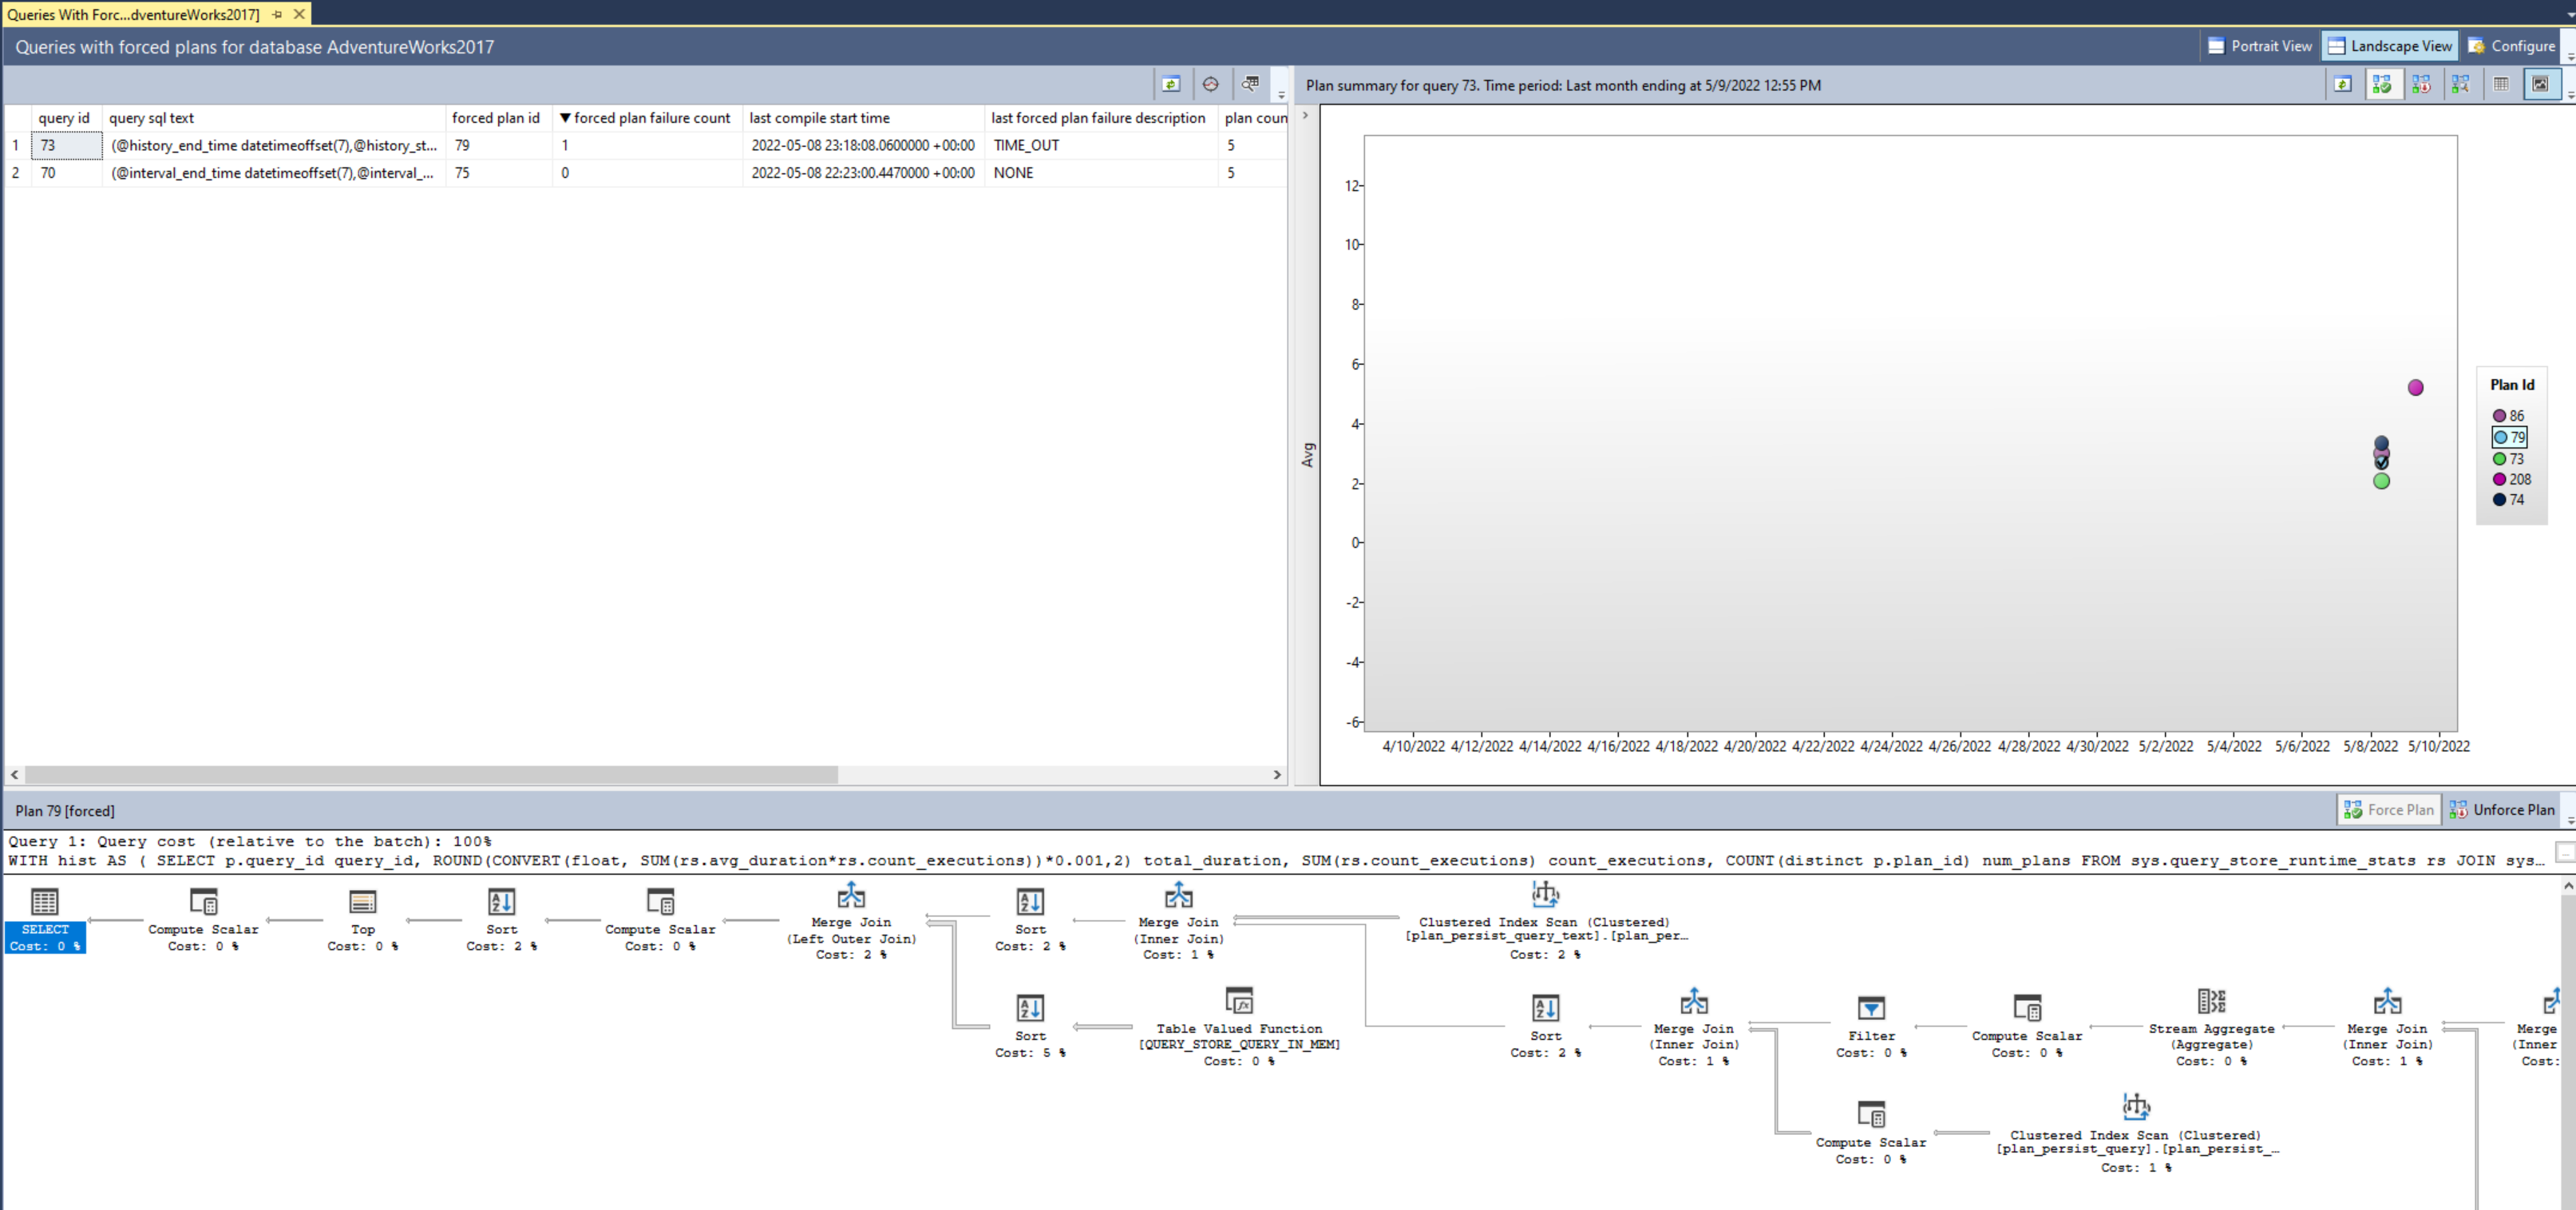 Queries With Forc...dventureWorks2017]
Queries with forced plans for database AdventureWorks2017
Portrait View Landscape View Configure
Plan summary for query 73. Time period: Last month ending at 5/9/2022 12:55 PM
query id query sql text forced plan id ▼ forced plan failure count last compile start time last forced plan failure description plan coun
1 73 (@history_end_time datetimeoffset(7),@history_st... 79 1 2022-05-08 23:18:08.0600000 +00:00 TIME_OUT 5
2 70 (@interval_end_time datetimeoffset(7),@interval_... 75 0 2022-05-08 22:23:00.4470000 +00:00 NONE 5
Avg
12
10
8
6
4
2
0
-2
-4
-6
4/10/2022 4/12/2022 4/14/2022 4/16/2022 4/18/2022 4/20/2022 4/22/2022 4/24/2022 4/26/2022 4/28/2022 4/30/2022 5/2/2022 5/4/2022 5/6/2022 5/8/2022 5/10/2022
Plan Id
86
79
73
208
74
Plan 79 [forced]
Force Plan Unforce Plan
Query 1: Query cost (relative to the batch): 100%
WITH hist AS ( SELECT p.query_id query_id, ROUND(CONVERT(float, SUM(rs.avg_duration*rs.count_executions))*0.001,2) total_duration, SUM(rs.count_executions) count_executions, COUNT(distinct p.plan_id) num_plans FROM sys.query_store_runtime_stats rs JOIN sys...
SELECT
Cost: 0 %
Compute Scalar
Cost: 0 %
Top
Cost: 0 %
Sort
Cost: 2 %
Compute Scalar
Cost: 0 %
Merge Join
(Left Outer Join)
Cost: 2 %
Sort
Cost: 2 %
Merge Join
(Inner Join)
Cost: 1 %
Clustered Index Scan (Clustered)
[plan_persist_query_text].[plan_per...
Cost: 2 %
Sort
Cost: 5 %
Table Valued Function
[QUERY_STORE_QUERY_IN_MEM]
Cost: 0 %
Sort
Cost: 2 %
Merge Join
(Inner Join)
Cost: 1 %
Filter
Cost: 0 %
Compute Scalar
Cost: 0 %
Stream Aggregate
(Aggregate)
Cost: 0 %
Merge Join
(Inner Join)
Cost: 1 %
Merge
(Inner
Cost:
Compute Scalar
Cost: 0 %
Clustered Index Scan (Clustered)
[plan_persist_query].[plan_persist_...
Cost: 1 %